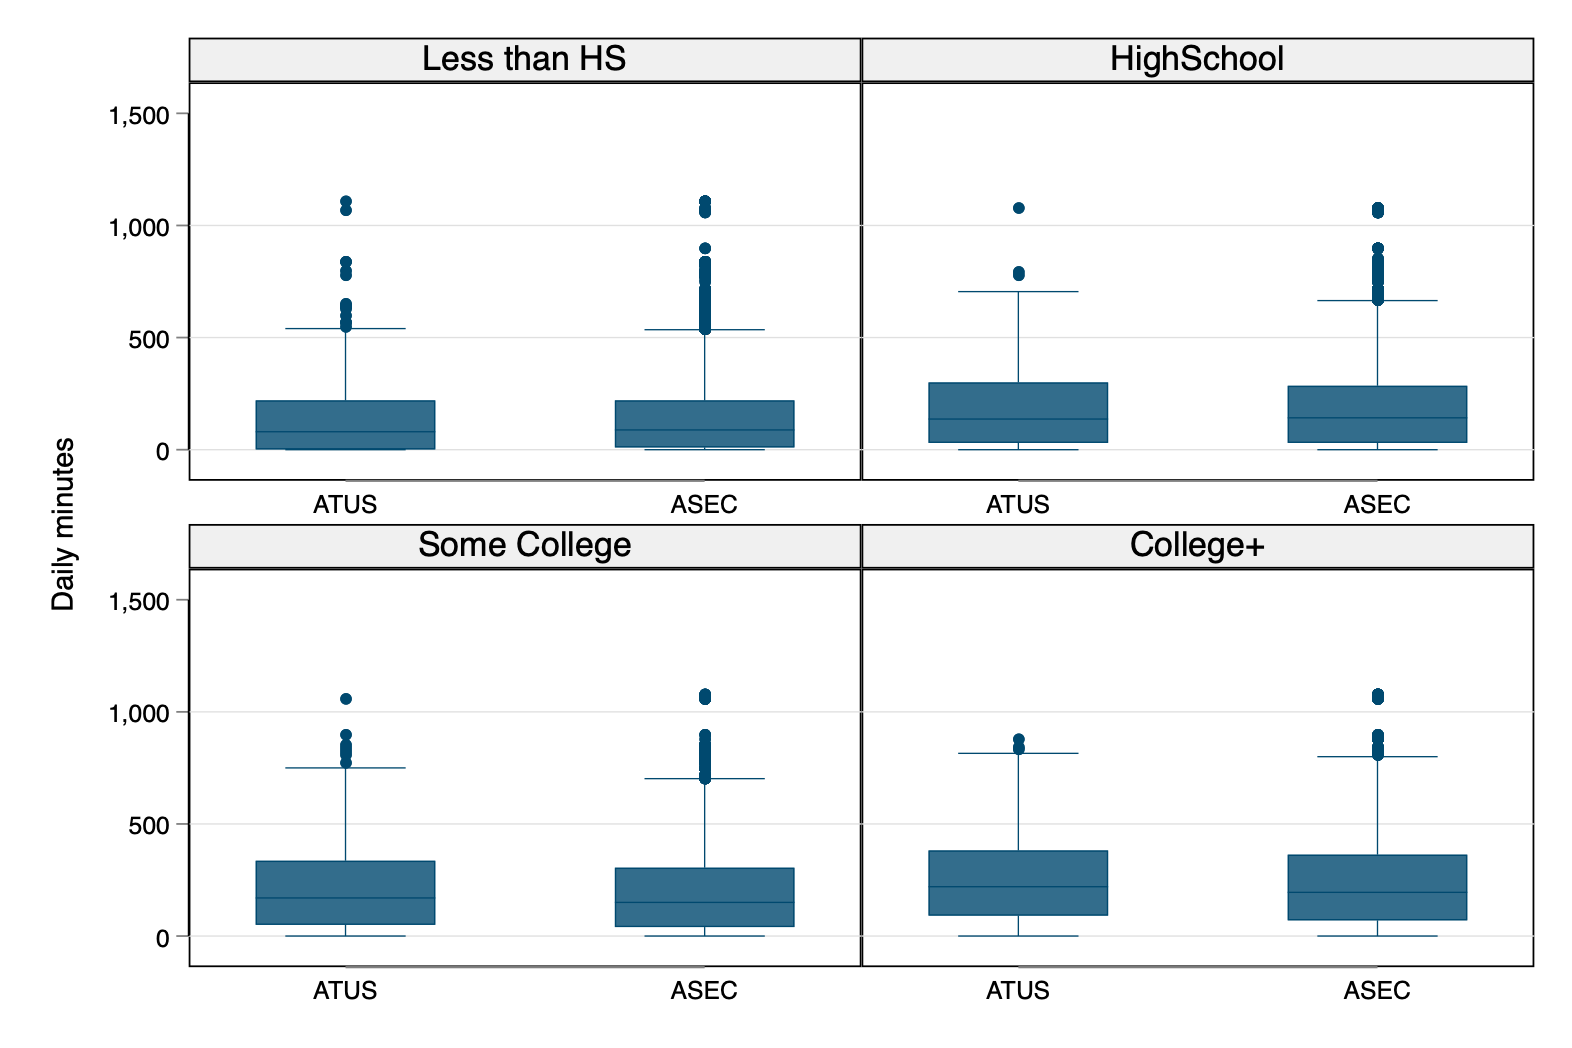 Less than HS
HighSchool
1,500
1,000
500
0
ATUS
ASEC
ATUS
ASEC
Daily minutes
Some College
College+
1,500
1,000
500
0
ATUS
ASEC
ATUS
ASEC